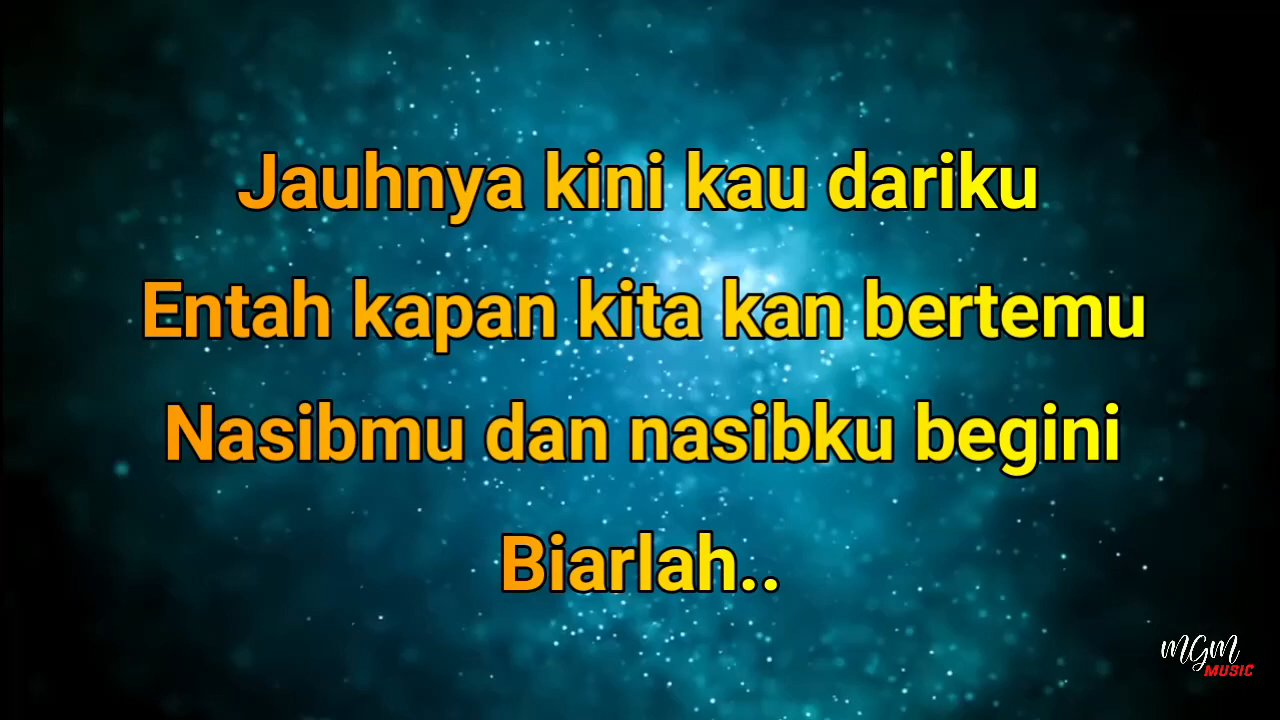 Jauhnya kini kau dariku
Entah kapan kita kan bertemu
Nasibmu dan nasibku begini
Biarlah..
MGM
MUSIC